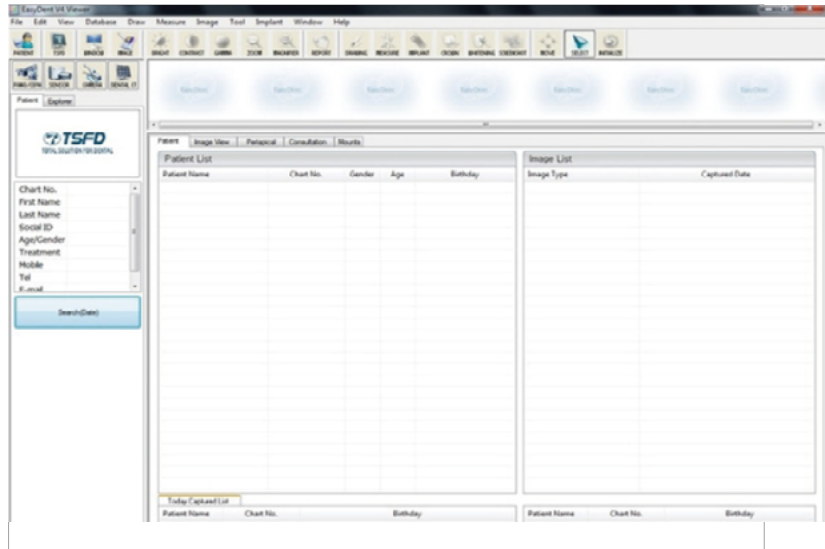 EasyDent V4 Viewer
File Edit View Database Draw Measure Image Tool Implant Window Help
PATIENT TSFD WINDOW IMAGE BRIGHT CONTRAST GAMMA ZOOM MAGNIFIER REPORT DRAWING MEASURE IMPLANT CROWN WHITENING MOVE SELECT INITIALIZE
SENSOR CAMERA
Patient Explorer
TSFD
TOTAL SOLUTION FOR DENTAL
Patient Image View Periapical Consultation Mounts
Patient List Image List
Patient Name Chart No. Gender Age Birthday Image Type Captured Date
Chart No.
First Name
Last Name
Social ID
Age/Gender
Treatment
Mobile
Tel
E-mail
Search(Date)
Today Captured List
Patient Name Chart No. Birthday Patient Name Chart No. Birthday